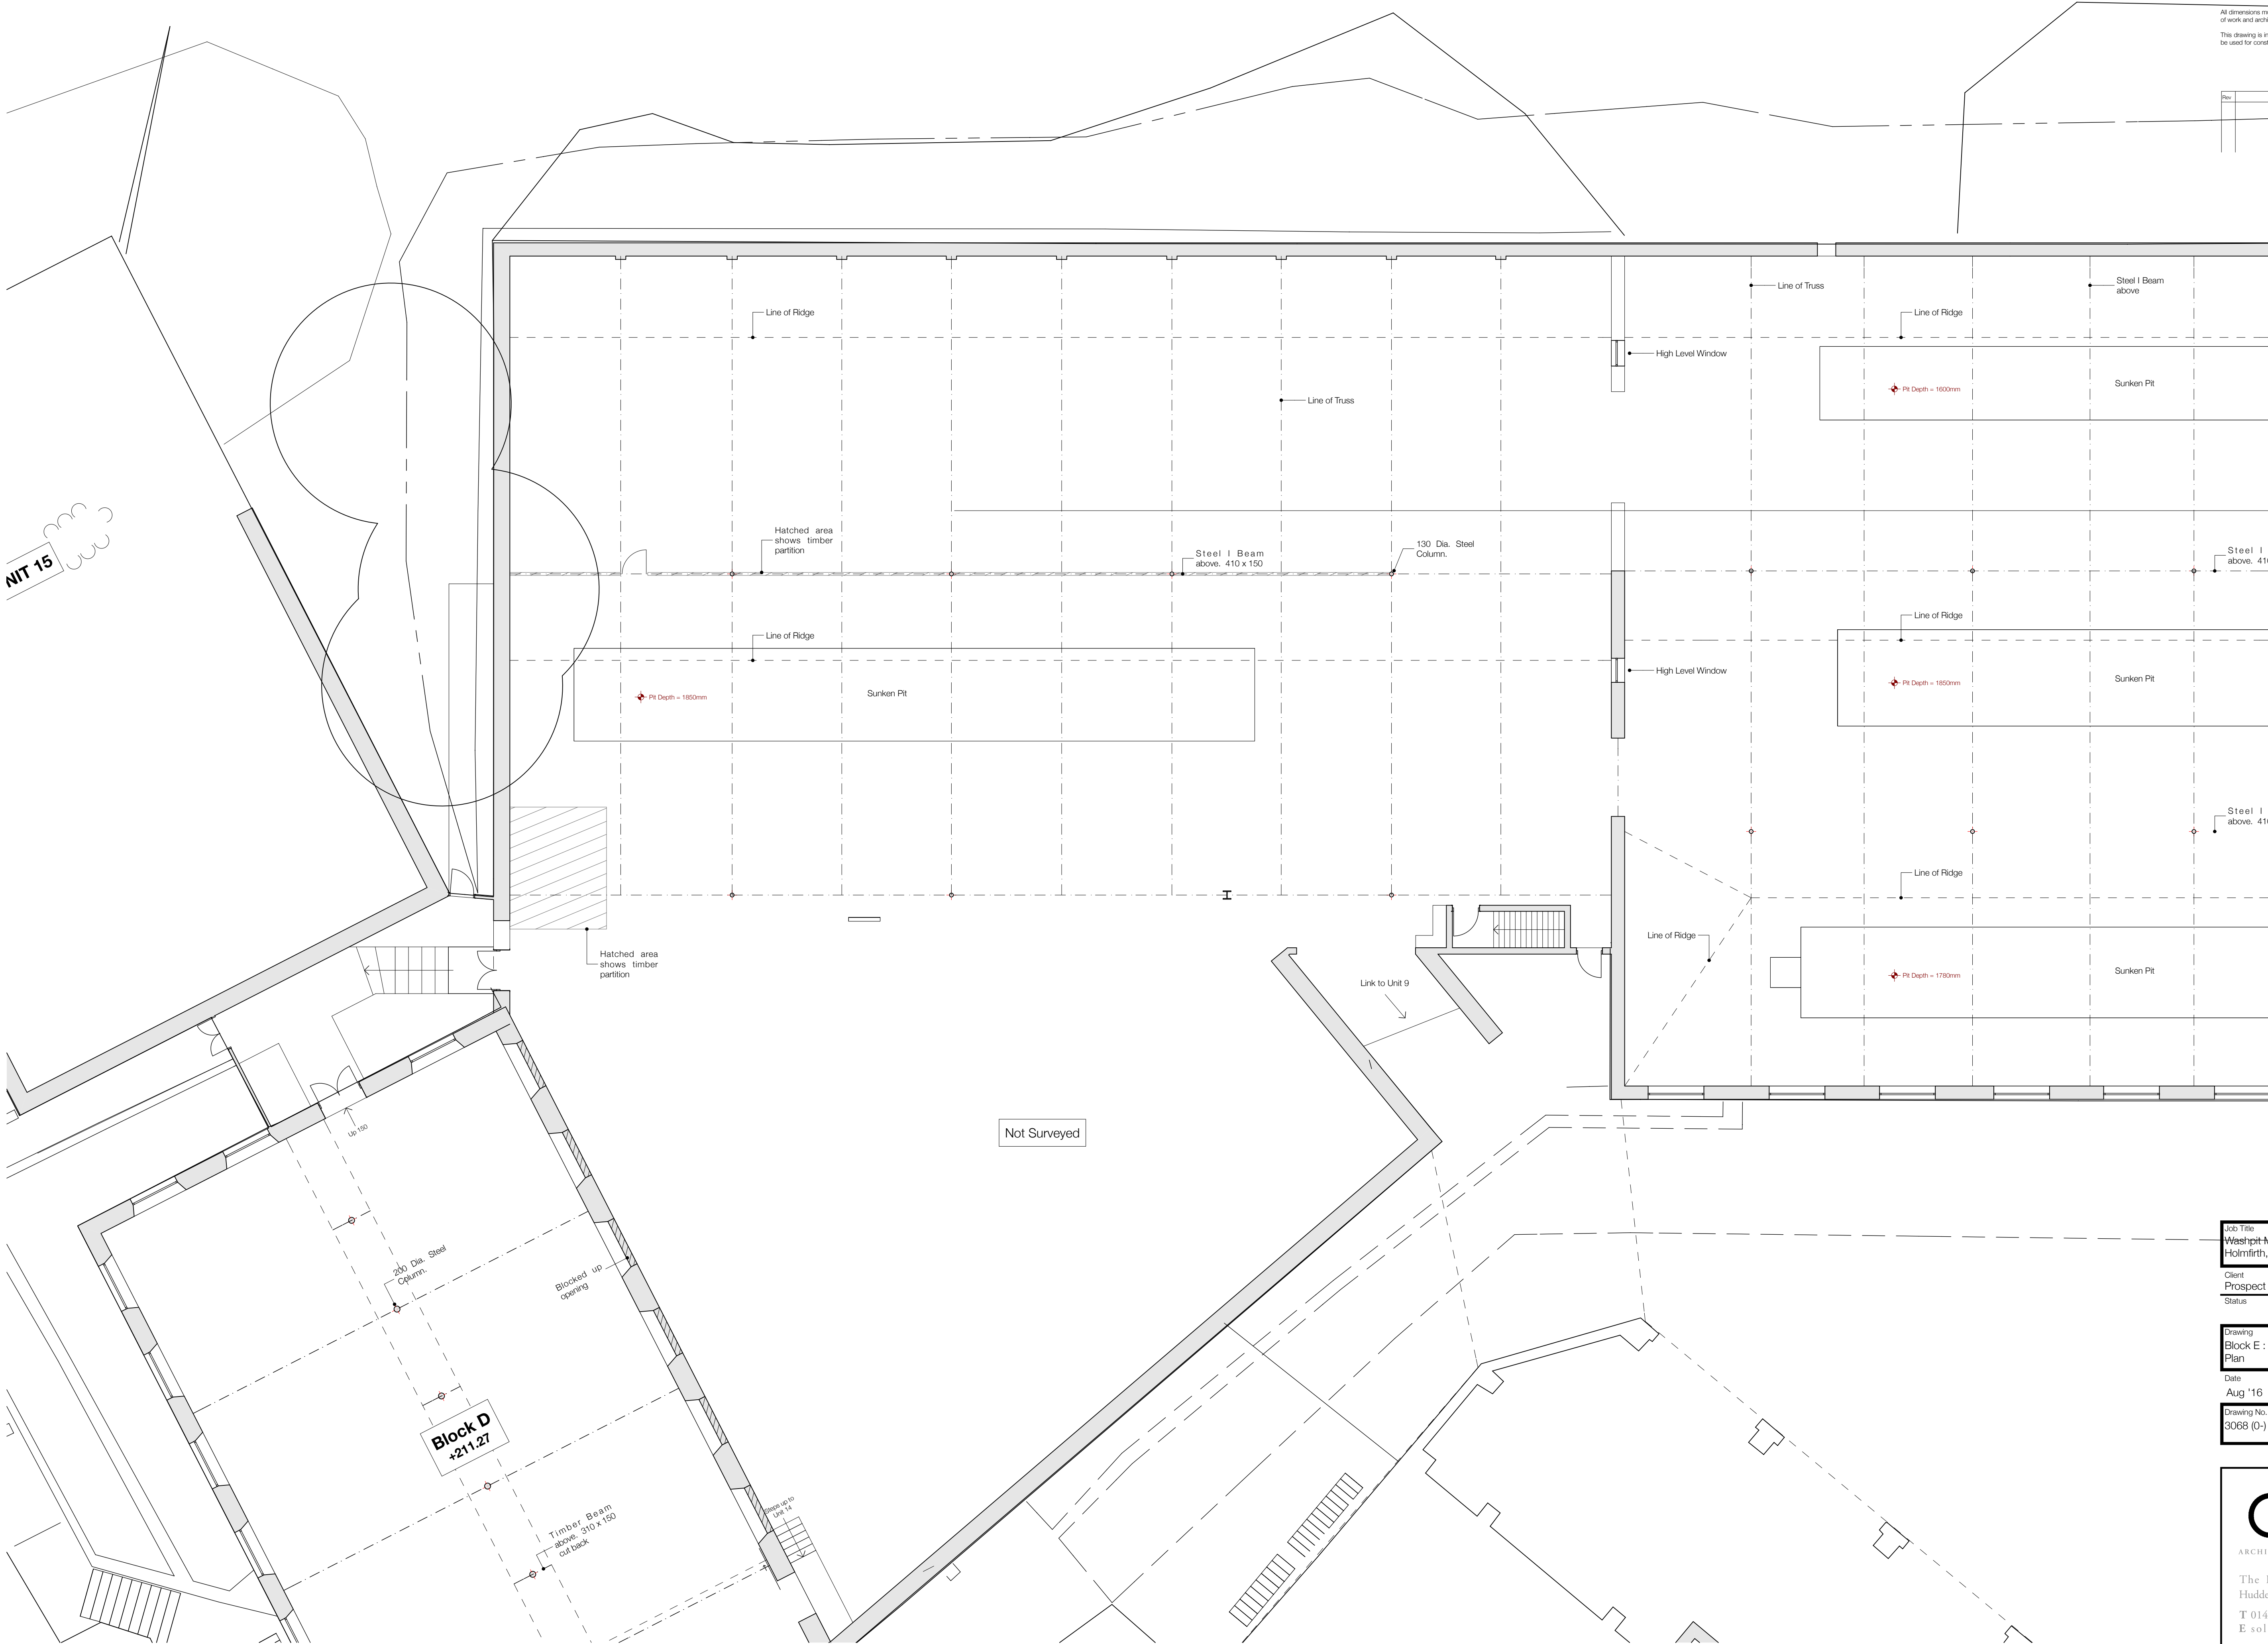 All dimensions
of work and
This drawing is
be used for
Rev
Line of Truss
Steel I Beam
above
Line of Ridge
Line of Ridge
High Level Window
Pit Depth = 1600mm
Sunken Pit
Line of Truss
NIT 15
Hatched area
shows timber
partition
Steel I Beam
above. 410 x 150
130 Dia. Steel
Column.
Steel I
above.
Line of Ridge
Line of Ridge
High Level Window
Pit Depth = 1850mm
Sunken Pit
Pit Depth = 1850mm
Sunken Pit
Steel I
above.
Line of Ridge
Hatched area
shows timber
partition
Line of Ridge
Link to Unit 9
Pit Depth = 1780mm
Sunken Pit
Up 150
Not Surveyed
200 Dia. Steel
Column.
Blocked up
opening
Block D
+211.27
Timber Beam
above. 310 x 150
cut back
Steps up to
Unit 14
Job Title
Washpit
Holmfirth,
Client
Prospect
Status
Drawing
Block E :
Plan
Date
Aug '16
Drawing No.
3068 (0-)
ARCHI
The
Hudde
T 014
E sol